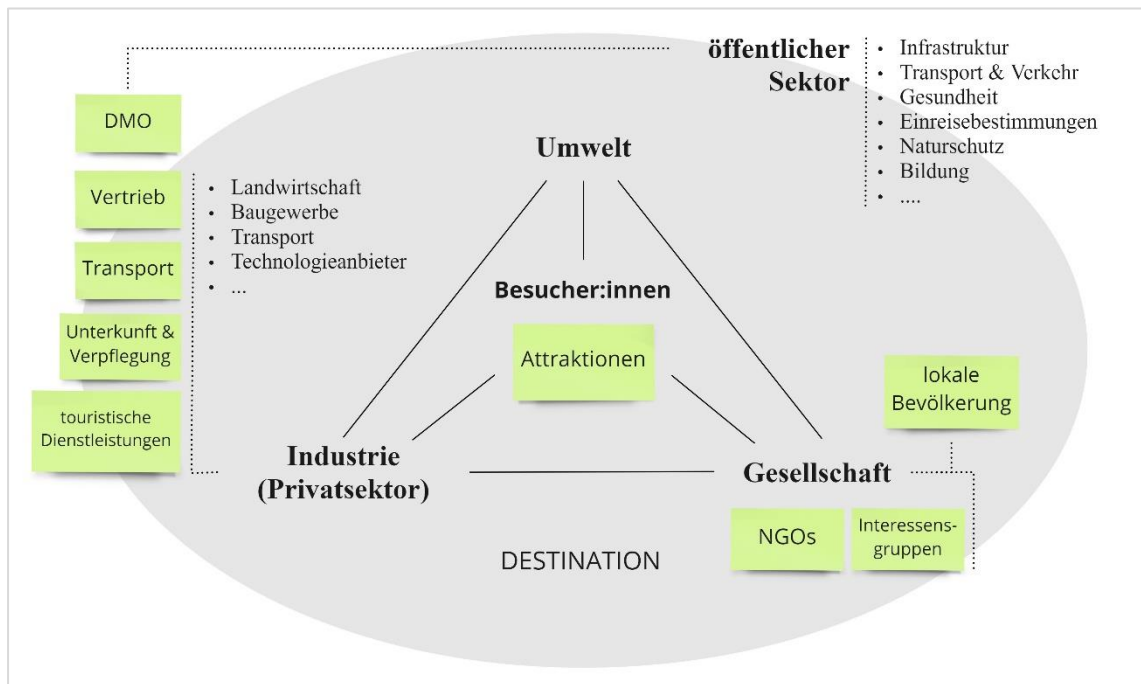 öffentlicher
Sektor
• Infrastruktur
• Transport & Verkehr
• Gesundheit
• Einreisebestimmungen
• Naturschutz
• Bildung
• ....
DMO
Vertrieb
Transport
Unterkunft &
Verpflegung
touristische
Dienstleistungen
• Landwirtschaft
• Baugewerbe
• Transport
• Technologieanbieter
• ...
Umwelt
Besucher:innen
Attraktionen
Industrie
(Privatsektor)
Gesellschaft
lokale
Bevölkerung
NGOs
Interessens-
gruppen
DESTINATION